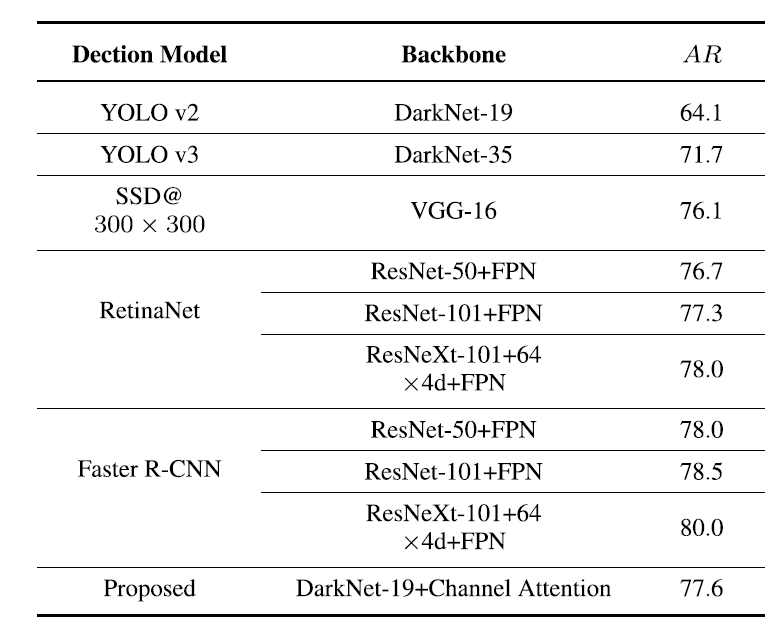 Dection Model Backbone AR
YOLO v2 DarkNet-19 64.1
YOLO v3 DarkNet-35 71.7
SSD@
300 × 300 VGG-16 76.1
RetinaNet ResNet-50+FPN 76.7
ResNet-101+FPN 77.3
ResNeXt-101+64
×4d+FPN 78.0
Faster R-CNN ResNet-50+FPN 78.0
ResNet-101+FPN 78.5
ResNeXt-101+64
×4d+FPN 80.0
Proposed DarkNet-19+Channel Attention 77.6